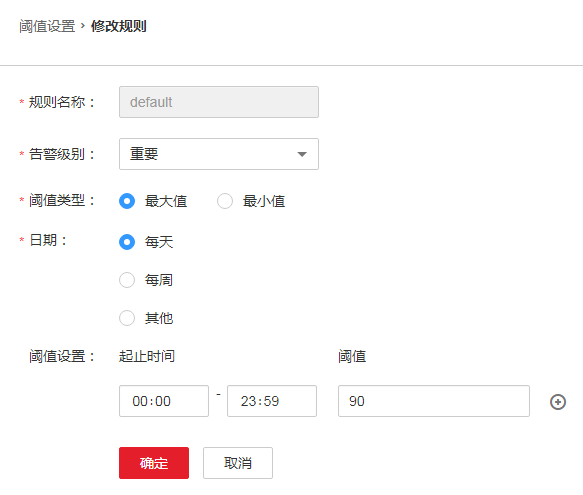 阈值设置 › 修改规则
* 规则名称： default
* 告警级别： 重要
* 阈值类型： 最大值 最小值
* 日期： 每天
每周
其他
阈值设置： 起止时间 阈值
00:00 - 23:59 90
确定 取消